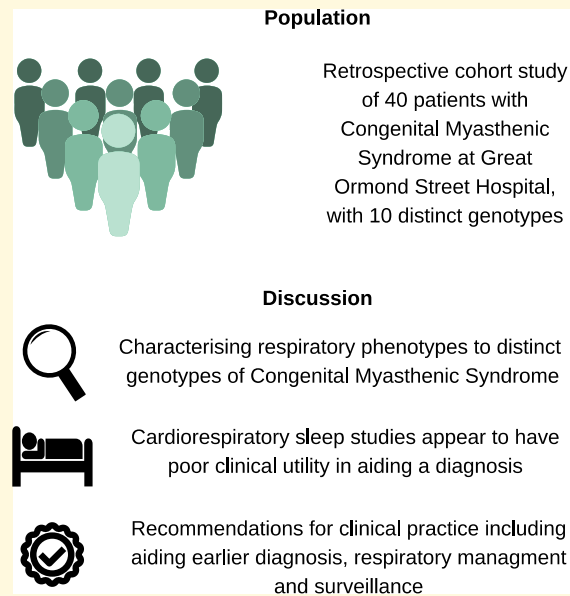 Population
Retrospective cohort study
of 40 patients with
Congenital Myasthenic
Syndrome at Great
Ormond Street Hospital,
with 10 distinct genotypes
Discussion
Characterising respiratory phenotypes to distinct
genotypes of Congenital Myasthenic Syndrome
Cardiorespiratory sleep studies appear to have
poor clinical utility in aiding a diagnosis
Recommendations for clinical practice including
aiding earlier diagnosis, respiratory managment
and surveillance